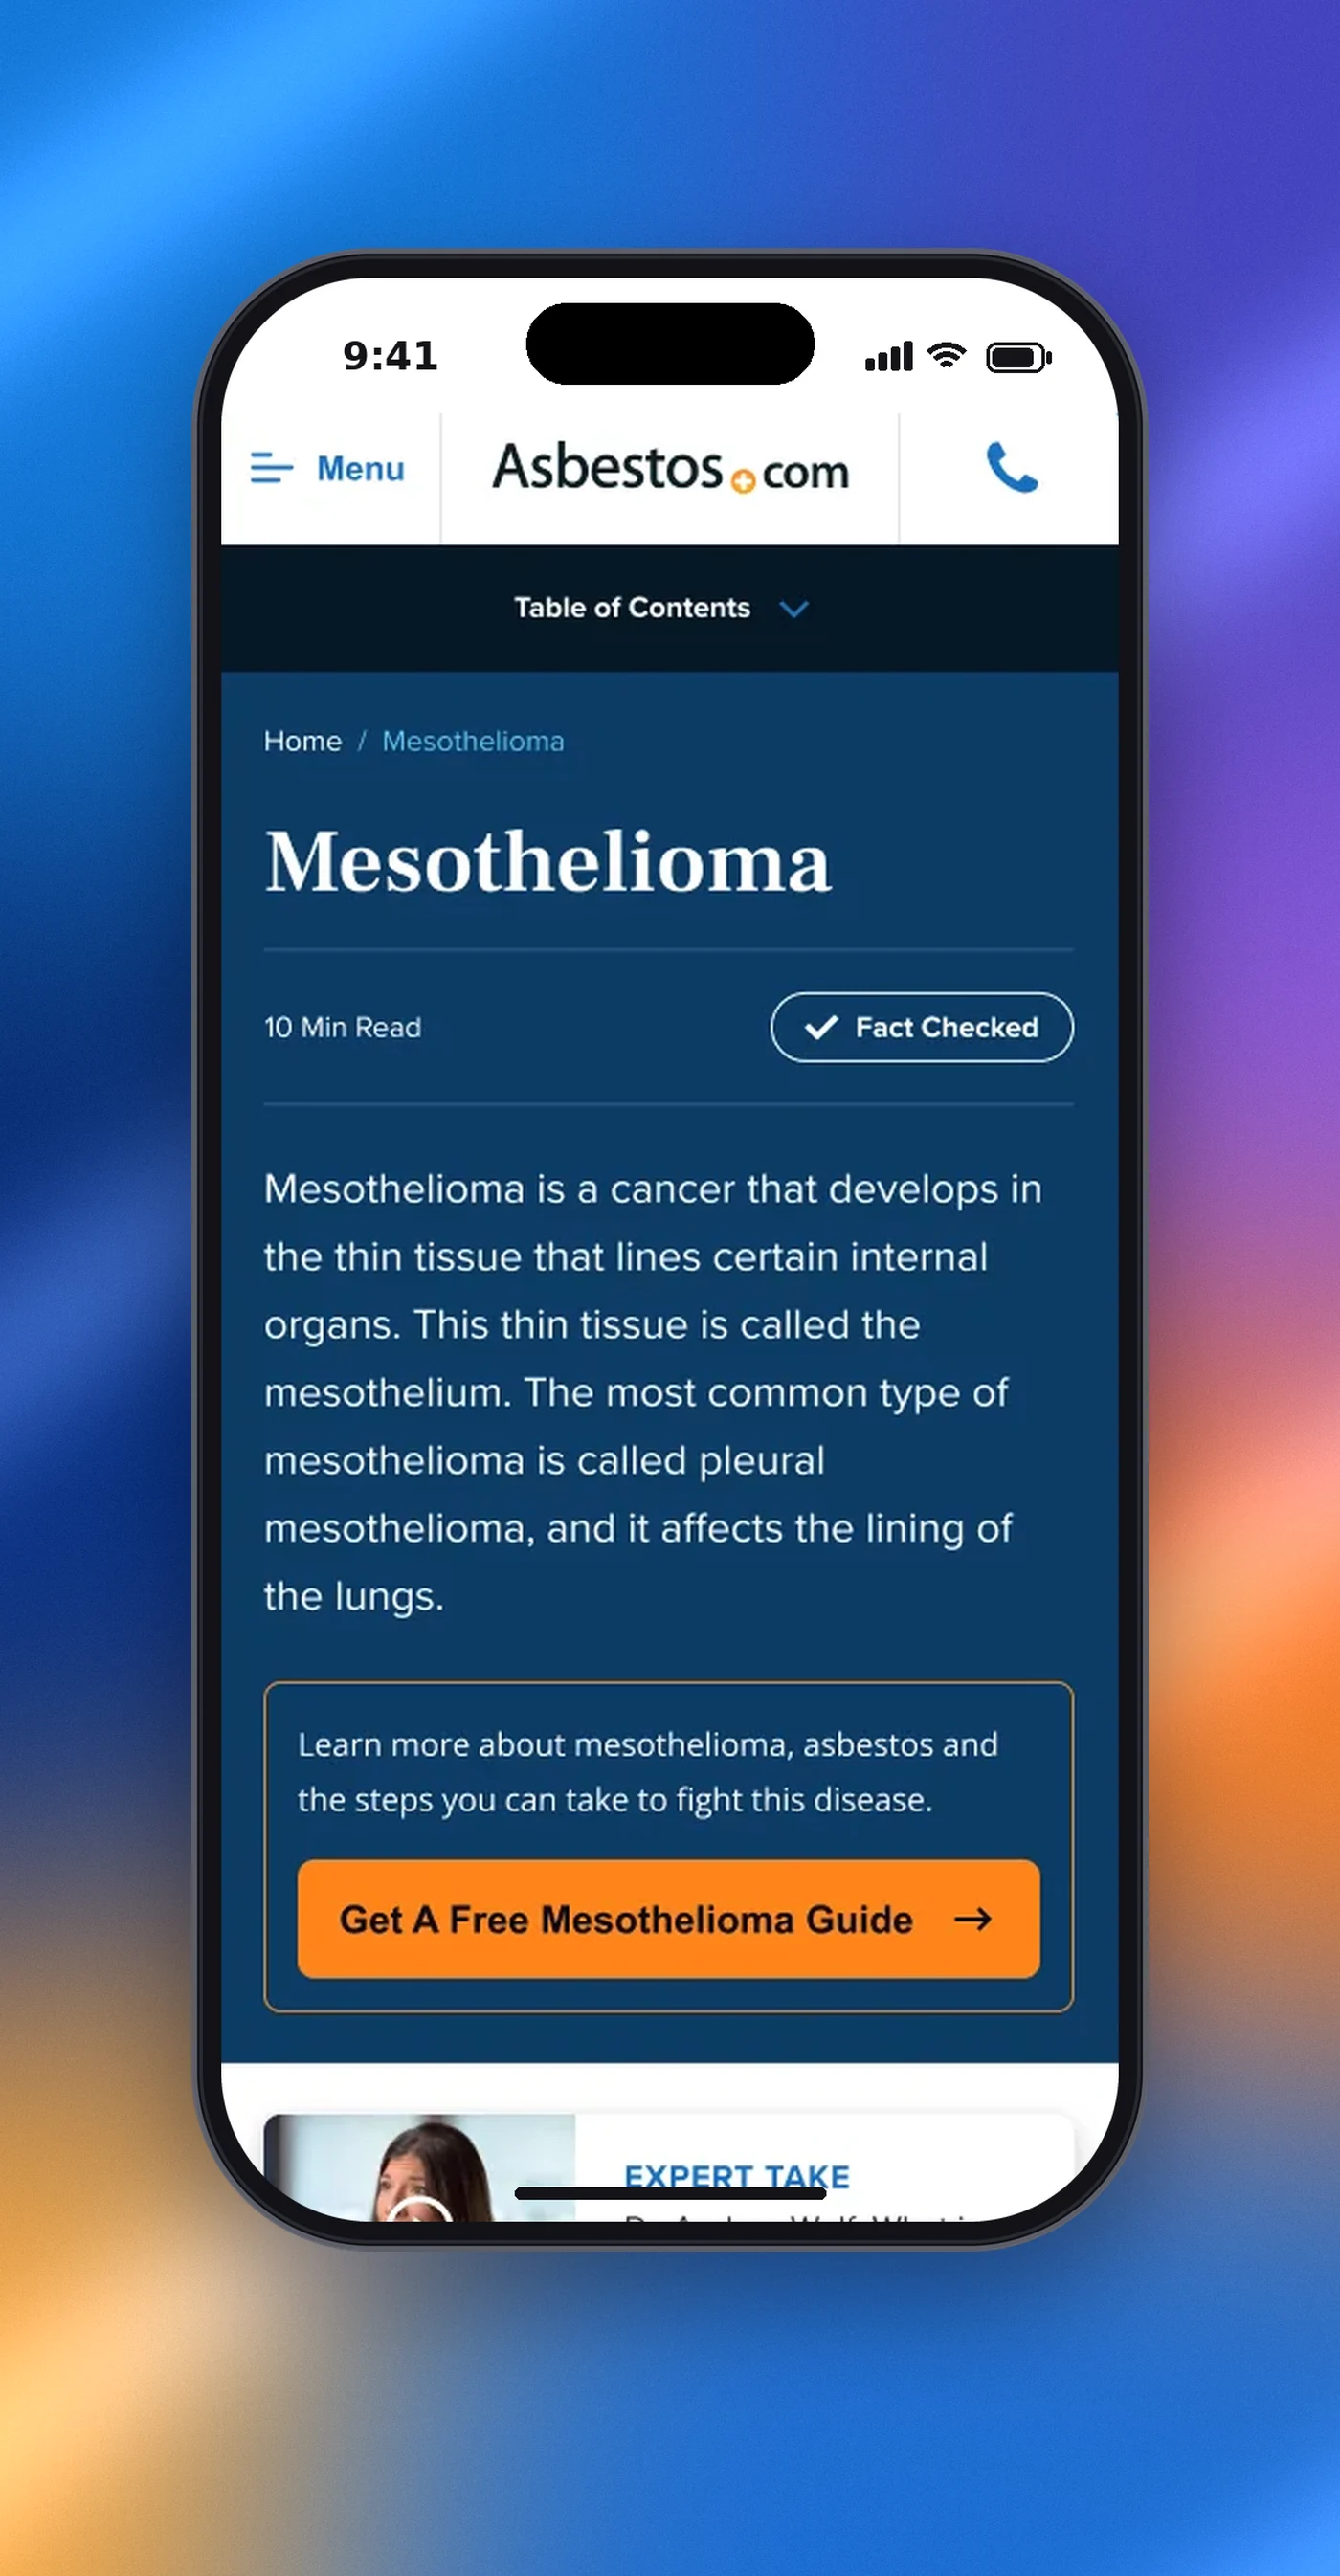 9:41
Menu
Asbestos.com
Table of Contents
Home / Mesothelioma
Mesothelioma
10 Min Read
Fact Checked
Mesothelioma is a cancer that develops in
the thin tissue that lines certain internal
organs. This thin tissue is called the
mesothelium. The most common type of
mesothelioma is called pleural
mesothelioma, and it affects the lining of
the lungs.
Learn more about mesothelioma, asbestos and
the steps you can take to fight this disease.
Get A Free Mesothelioma Guide →
EXPERT TAKE